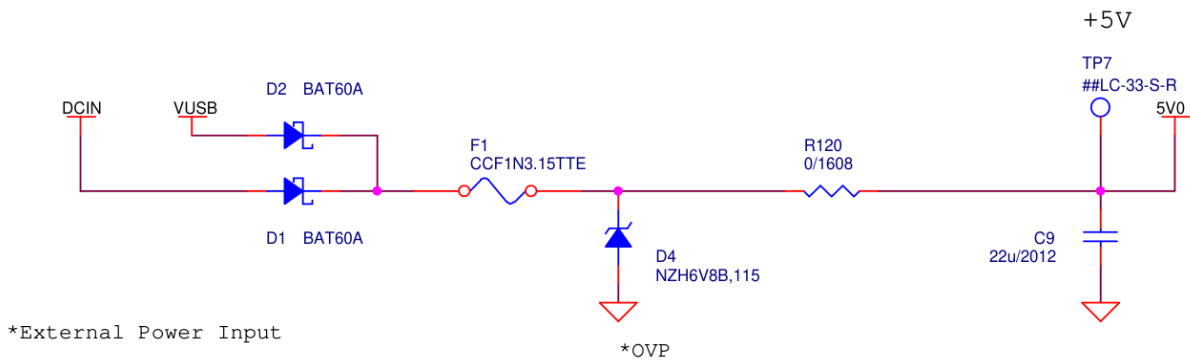 +5V
TP7
##LC-33-S-R
D2 BAT60A
DCIN
VUSB
5V0
F1
CCF1N3.15TTE
R120
0/1608
D1 BAT60A
D4
NZH6V8B,115
C9
22u/2012
*External Power Input
*OVP